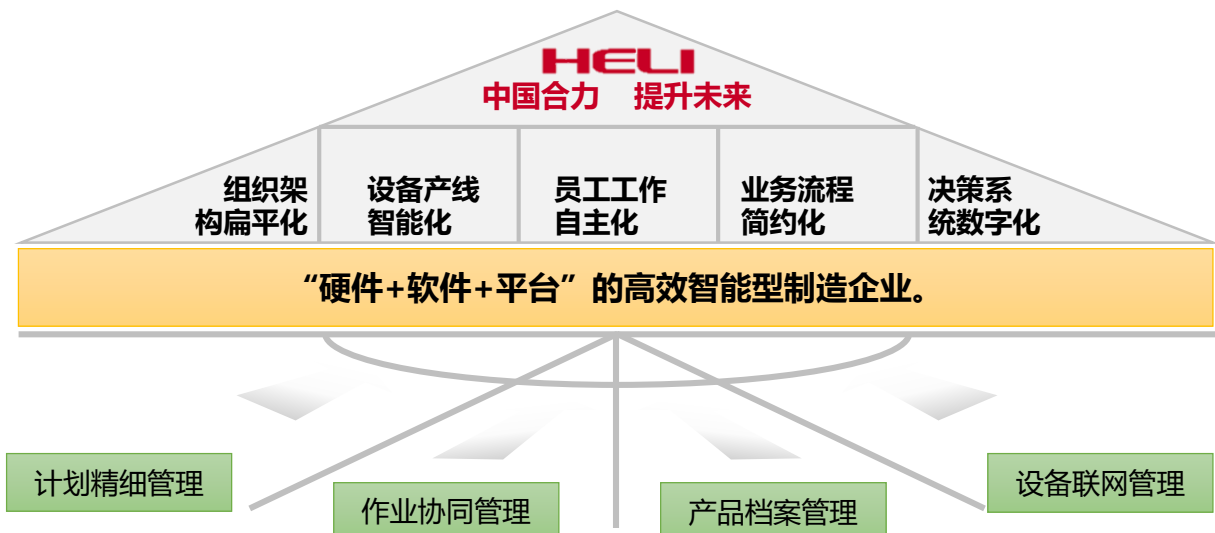 HELI
中国合力 提升未来
组织架
构扁平化
设备产线
智能化
员工工作
自主化
业务流程
简约化
决策系
统数字化
“硬件+软件+平台”的高效智能型制造企业。
计划精细管理
作业协同管理
产品档案管理
设备联网管理